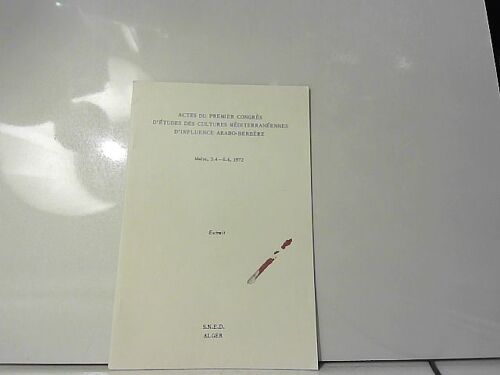 ACTES DU PREMIER CONGRÈS
D'ÉTUDES DES CULTURES MÉDITERRANÉENNES
D'INFLUENCE ARABO-BERBÈRE
Malte, 3.4-6.4, 1972
Extrait
S.N.E.D.
ALGER